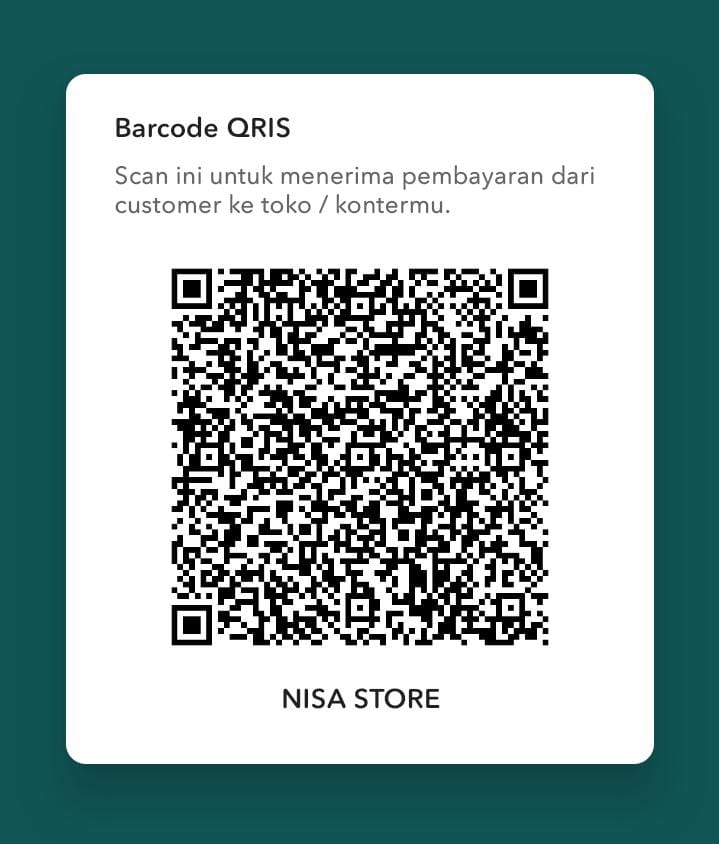 Barcode QRIS
Scan ini untuk menerima pembayaran dari
customer ke toko / kontermu.
NISA STORE